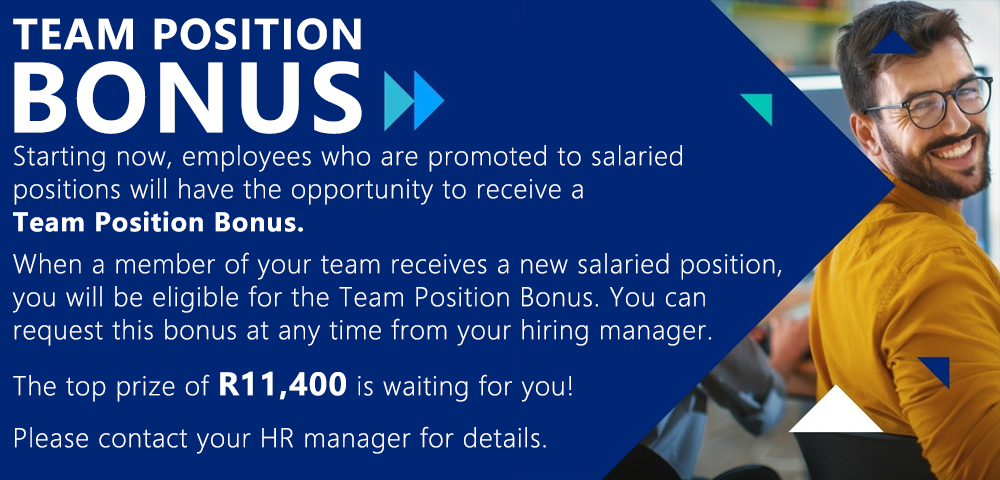 TEAM POSITION
BONUS
Starting now, employees who are promoted to salaried
positions will have the opportunity to receive a
Team Position Bonus.
When a member of your team receives a new salaried position,
you will be eligible for the Team Position Bonus. You can
request this bonus at any time from your hiring manager.
The top prize of R11,400 is waiting for you!
Please contact your HR manager for details.